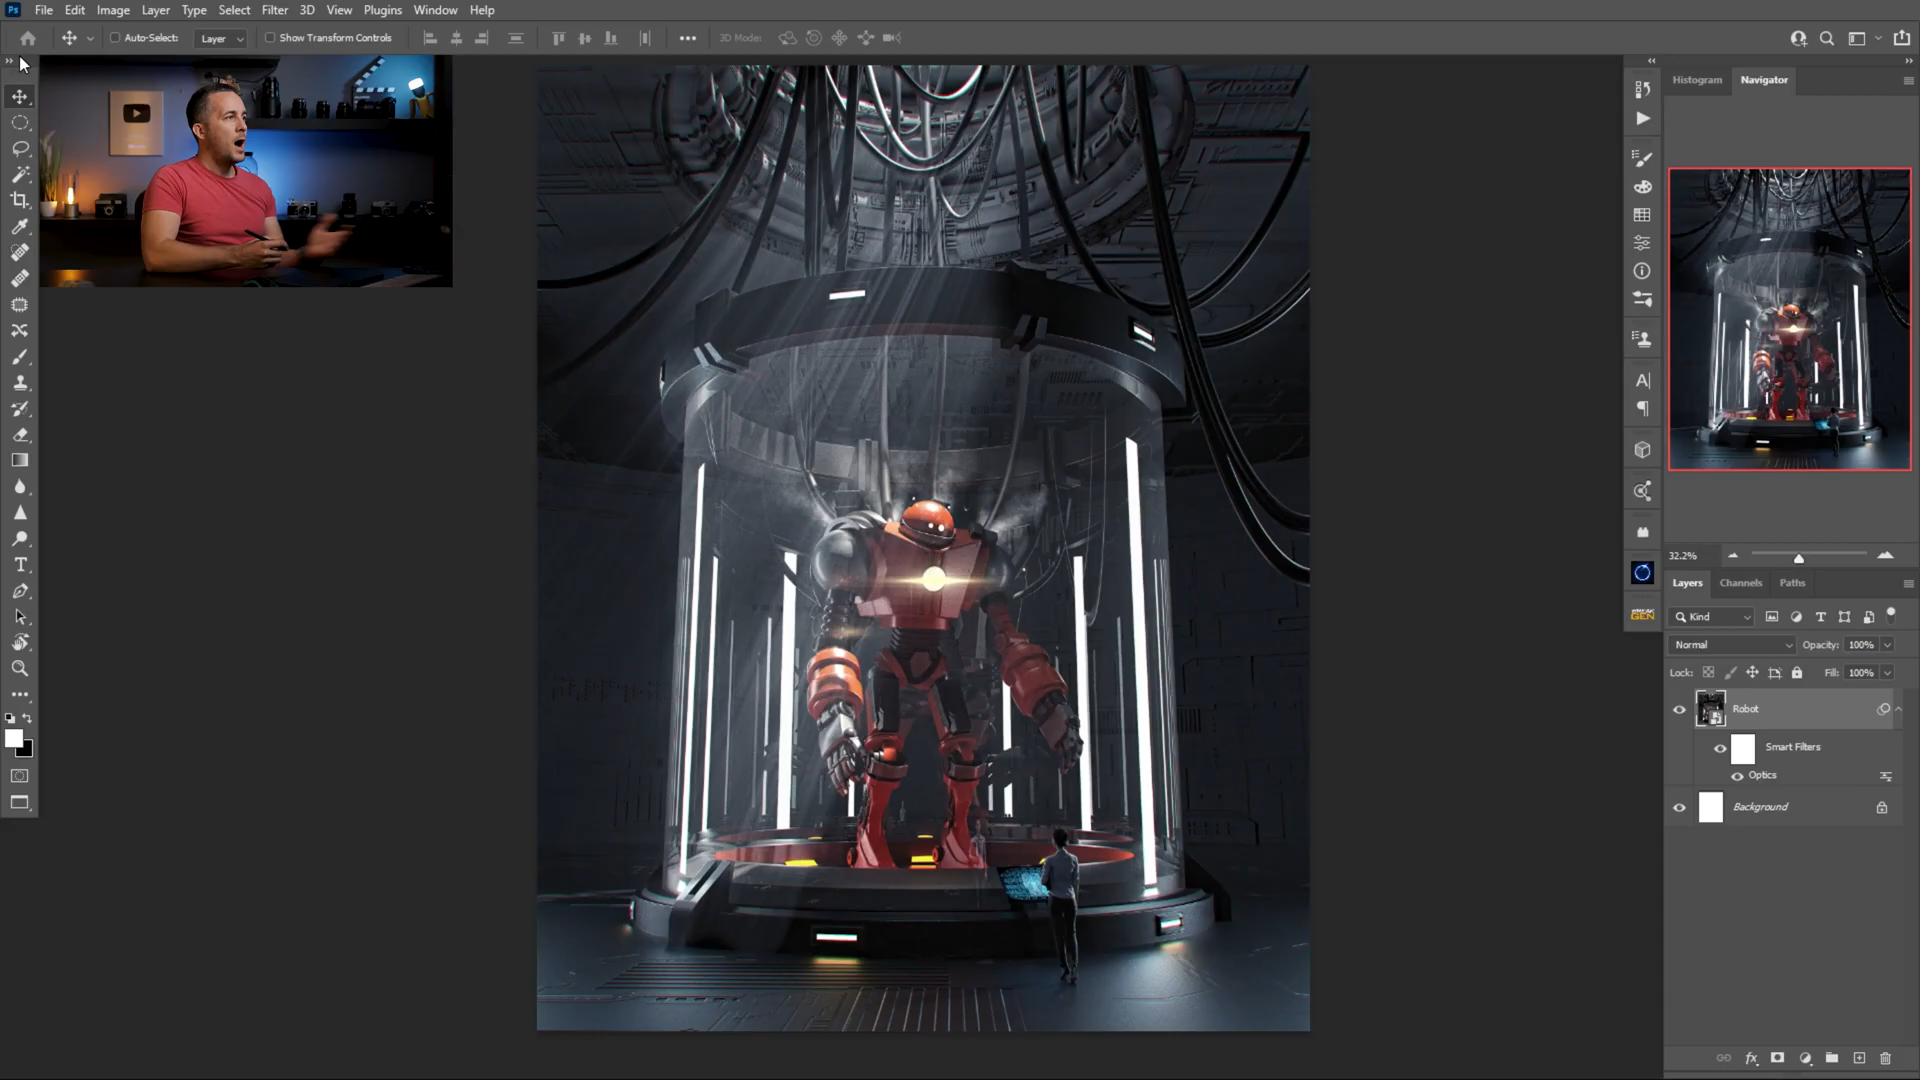 Ps File Edit Image Layer Type Select Filter 3D View Plugins Window Help
Auto-Select: Layer Show Transform Controls 3D Mode:
Histogram Navigator
32.2%
Layers Channels Paths
Kind
Normal Opacity: 100%
Lock: Fill: 100%
Robot
Smart Filters
Optics
Background